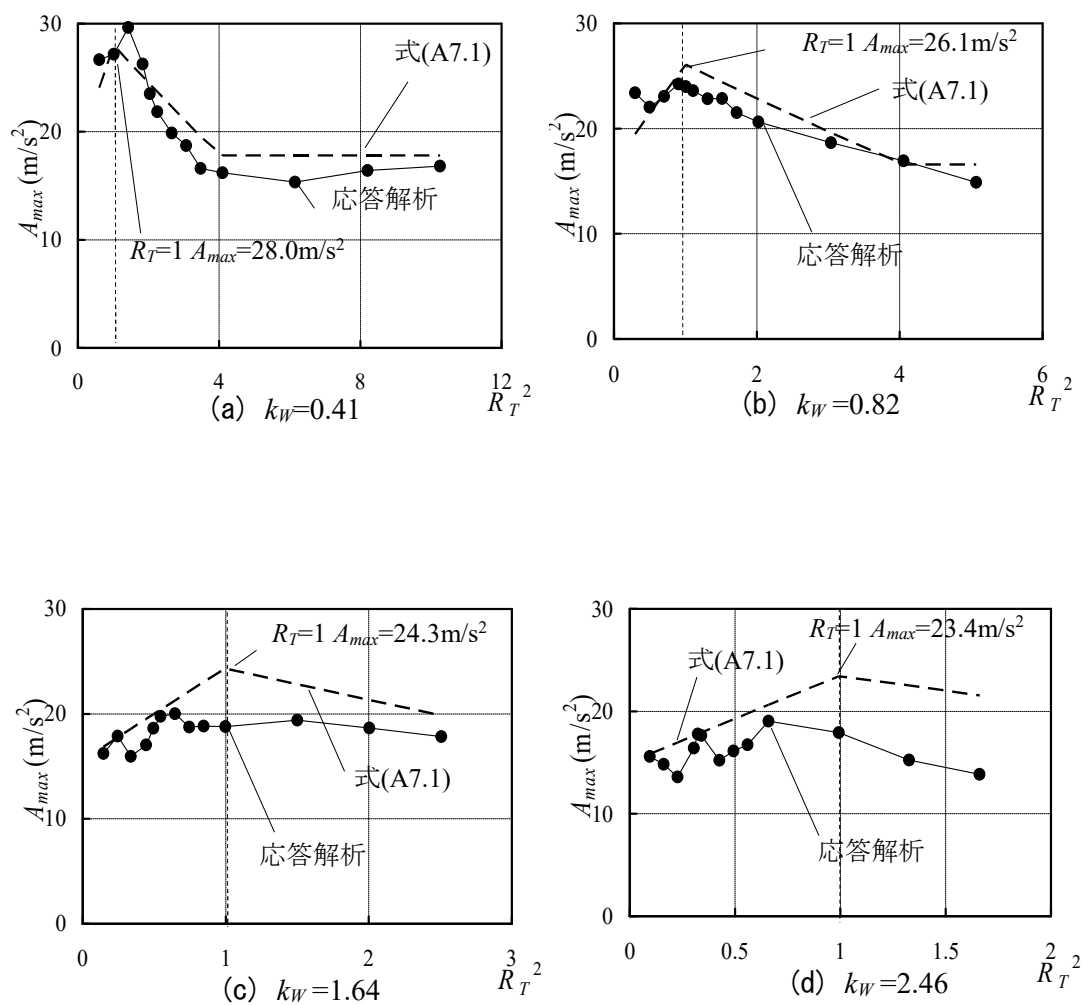 30
20
10
0
A_max (m/s²)
R_T=1 A_max=28.0m/s²
式(A7.1)
応答解析
0 4 8 12
R_T²
(a) k_W=0.41
30
20
10
0
A_max (m/s²)
R_T=1 A_max=26.1m/s²
式(A7.1)
応答解析
0 2 4 6
R_T²
(b) k_W=0.82
30
20
10
0
A_max (m/s²)
R_T=1 A_max=24.3m/s²
式(A7.1)
応答解析
0 1 2 3
R_T²
(c) k_W=1.64
30
20
10
0
A_max (m/s²)
R_T=1 A_max=23.4m/s²
式(A7.1)
応答解析
0 0.5 1 1.5 2
R_T²
(d) k_W=2.46